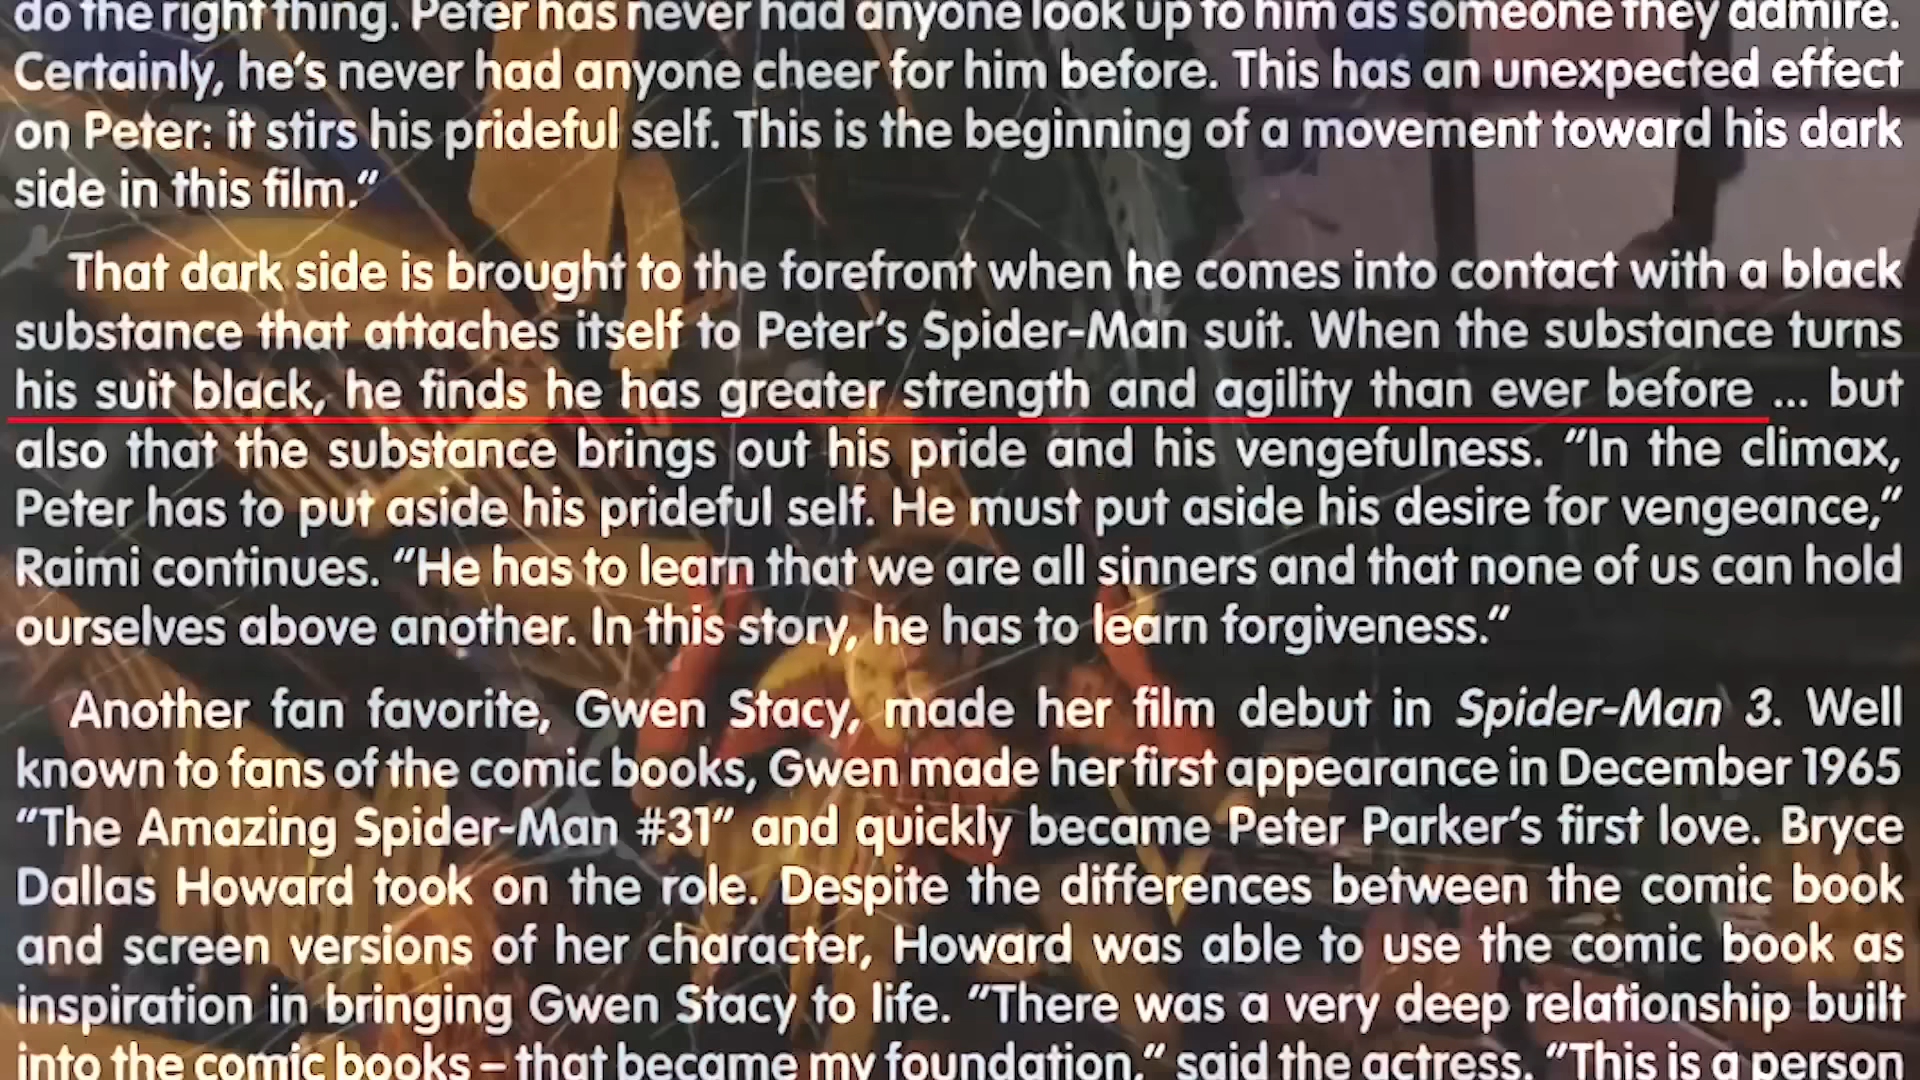 do the right thing. Peter has never had anyone look up to him as someone they admire.
Certainly, he's never had anyone cheer for him before. This has an unexpected effect
on Peter: it stirs his prideful self. This is the beginning of a movement toward his dark
side in this film."
That dark side is brought to the forefront when he comes into contact with a black
substance that attaches itself to Peter's Spider-Man suit. When the substance turns
his suit black, he finds he has greater strength and agility than ever before ... but
also that the substance brings out his pride and his vengefulness. "In the climax,
Peter has to put aside his prideful self. He must put aside his desire for vengeance,"
Raimi continues. "He has to learn that we are all sinners and that none of us can hold
ourselves above another. In this story, he has to learn forgiveness."
Another fan favorite, Gwen Stacy, made her film debut in Spider-Man 3. Well
known to fans of the comic books, Gwen made her first appearance in December 1965
"The Amazing Spider-Man #31" and quickly became Peter Parker's first love. Bryce
Dallas Howard took on the role. Despite the differences between the comic book
and screen versions of her character, Howard was able to use the comic book as
inspiration in bringing Gwen Stacy to life. "There was a very deep relationship built
into the comic books – that became my foundation," said the actress. "This is a person